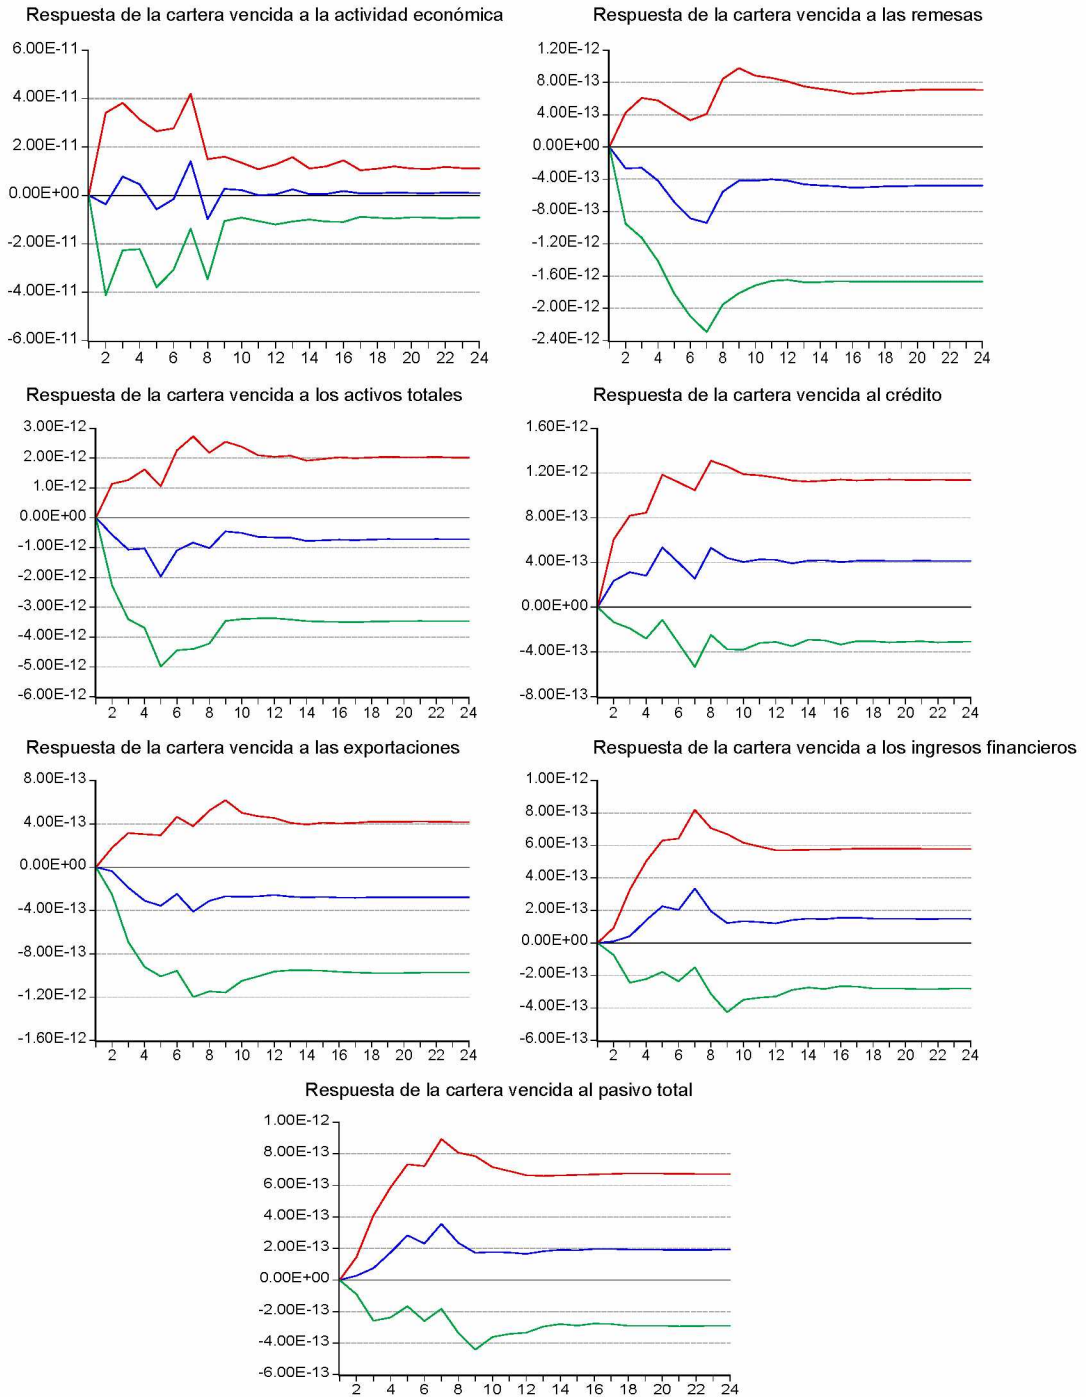 Respuesta de la cartera vencida a la actividad económica
6.00E-11
4.00E-11
2.00E-11
0.00E+00
-2.00E-11
-4.00E-11
-6.00E-11
2 4 6 8 10 12 14 16 18 20 22 24
Respuesta de la cartera vencida a las remesas
1.20E-12
8.00E-13
4.00E-13
0.00E+00
-4.00E-13
-8.00E-13
-1.20E-12
-1.60E-12
-2.00E-12
-2.40E-12
2 4 6 8 10 12 14 16 18 20 22 24
Respuesta de la cartera vencida a los activos totales
3.00E-12
2.00E-12
1.0E-12
0.00E+00
-1.00E-12
-2.00E-12
-3.00E-12
-4.00E-12
-5.00E-12
-6.00E-12
2 4 6 8 10 12 14 16 18 20 22 24
Respuesta de la cartera vencida al crédito
1.60E-12
1.20E-12
8.00E-13
4.00E-13
0.00E+00
-4.00E-13
-8.00E-13
2 4 6 8 10 12 14 16 18 20 22 24
Respuesta de la cartera vencida a las exportaciones
8.00E-13
4.00E-13
0.00E+00
-4.00E-13
-8.00E-13
-1.20E-12
-1.60E-12
2 4 6 8 10 12 14 16 18 20 22 24
Respuesta de la cartera vencida a los ingresos financieros
1.00E-12
8.00E-13
6.00E-13
4.00E-13
2.00E-13
0.00E+00
-2.00E-13
-4.00E-13
-6.00E-13
2 4 6 8 10 12 14 16 18 20 22 24
Respuesta de la cartera vencida al pasivo total
1.00E-12
8.00E-13
6.00E-13
4.00E-13
2.00E-13
0.00E+00
-2.00E-13
-4.00E-13
-6.00E-13
2 4 6 8 10 12 14 16 18 20 22 24